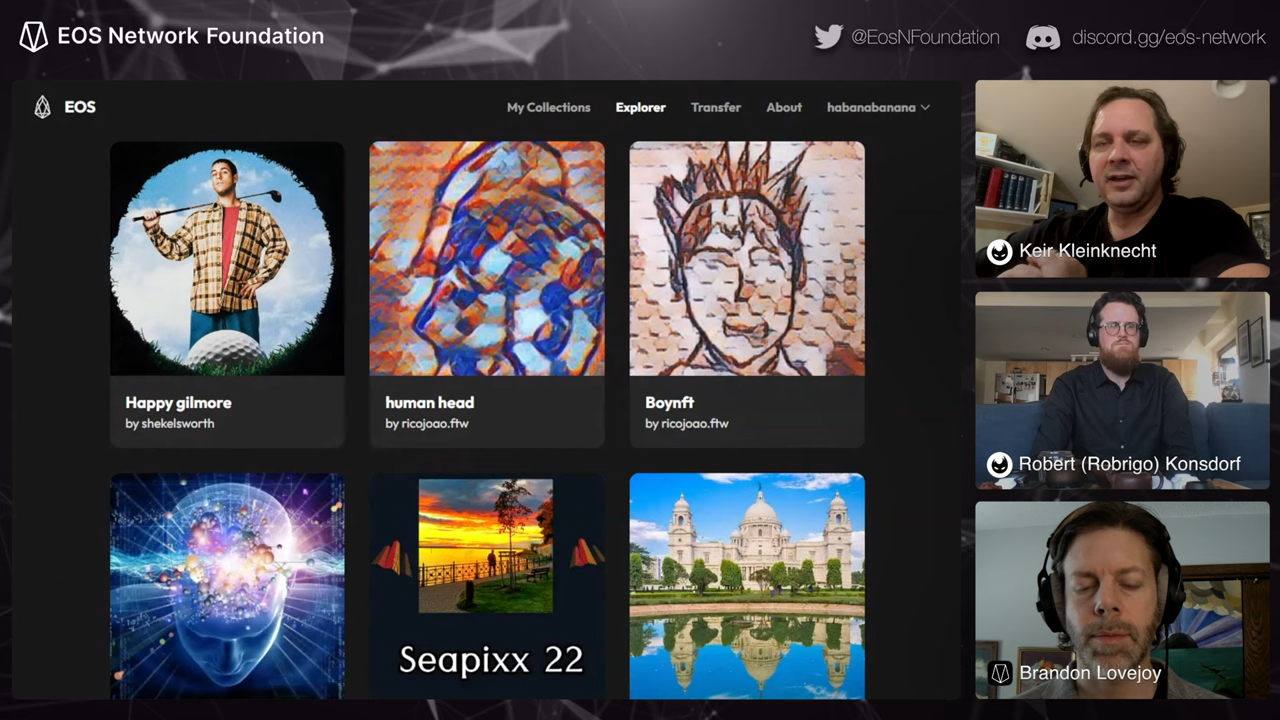 EOS Network Foundation
@EosNFoundation
discord.gg/eos-network
EOS
My Collections
Explorer
Transfer
About
habanabanana
Happy gilmore
by shekelsworth
human head
by ricojoao.ftw
Boynft
by ricojoao.ftw
Seapixx 22
Keir Kleinknecht
Robert (Robrigo) Konsdorf
Brandon Lovejoy